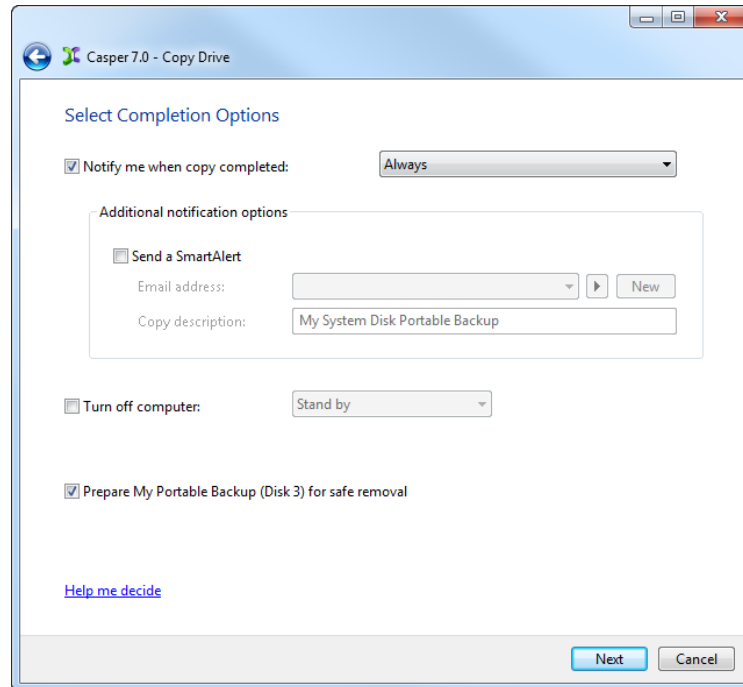 Casper 7.0 - Copy Drive
Select Completion Options
Notify me when copy completed: Always
Additional notification options
Send a SmartAlert
Email address: New
Copy description: My System Disk Portable Backup
Turn off computer: Stand by
Prepare My Portable Backup (Disk 3) for safe removal
Help me decide
Next Cancel